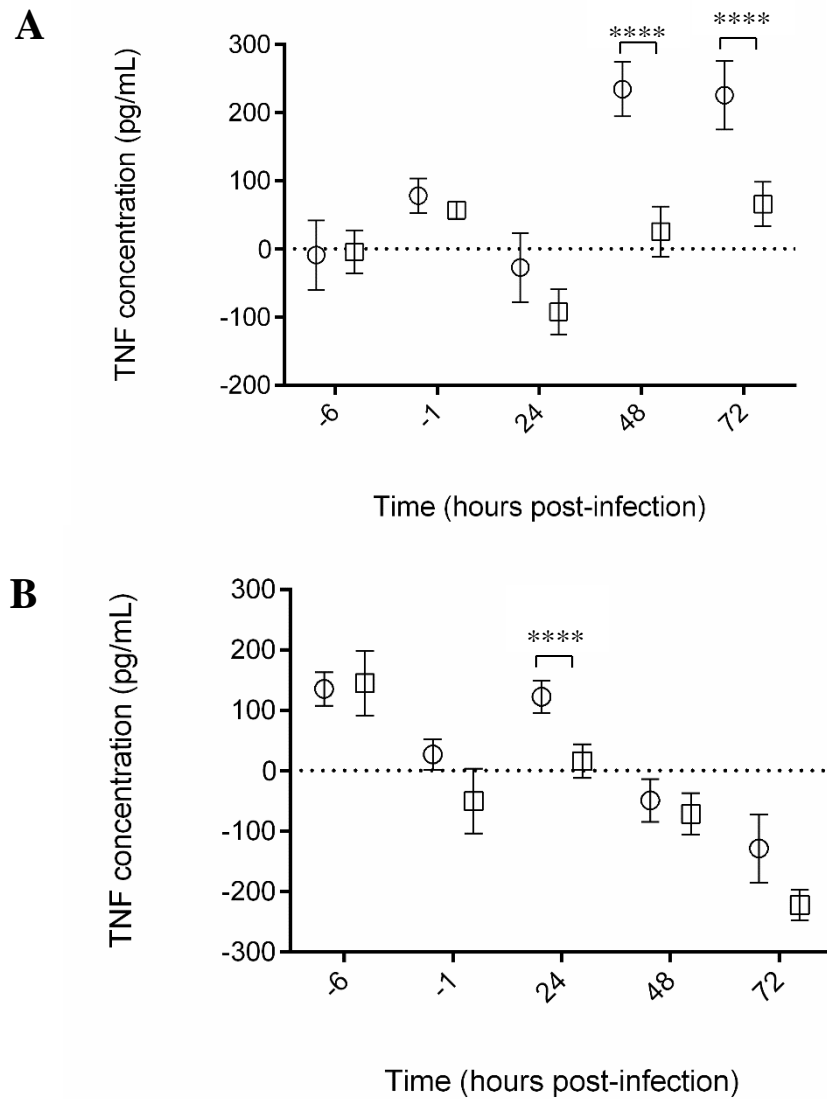 A
TNF concentration (pg/mL)
300
200
100
0
-100
-200
**** ****
-6 -1 24 48 72
Time (hours post-infection)
B
TNF concentration (pg/mL)
300
200
100
0
-100
-200
-300
****
-6 -1 24 48 72
Time (hours post-infection)